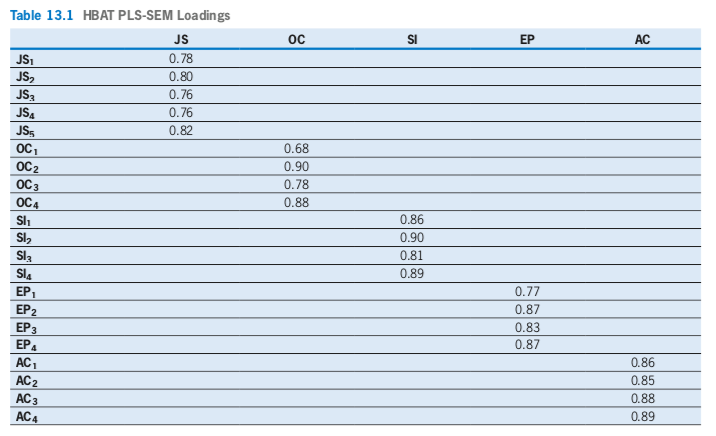 Table 13.1 HBAT PLS-SEM Loadings
JS OC SI EP AC
JS₁ 0.78
JS₂ 0.80
JS₃ 0.76
JS₄ 0.76
JS₅ 0.82
OC₁ 0.68
OC₂ 0.90
OC₃ 0.78
OC₄ 0.88
SI₁ 0.86
SI₂ 0.90
SI₃ 0.81
SI₄ 0.89
EP₁ 0.77
EP₂ 0.87
EP₃ 0.83
EP₄ 0.87
AC₁ 0.86
AC₂ 0.85
AC₃ 0.88
AC₄ 0.89